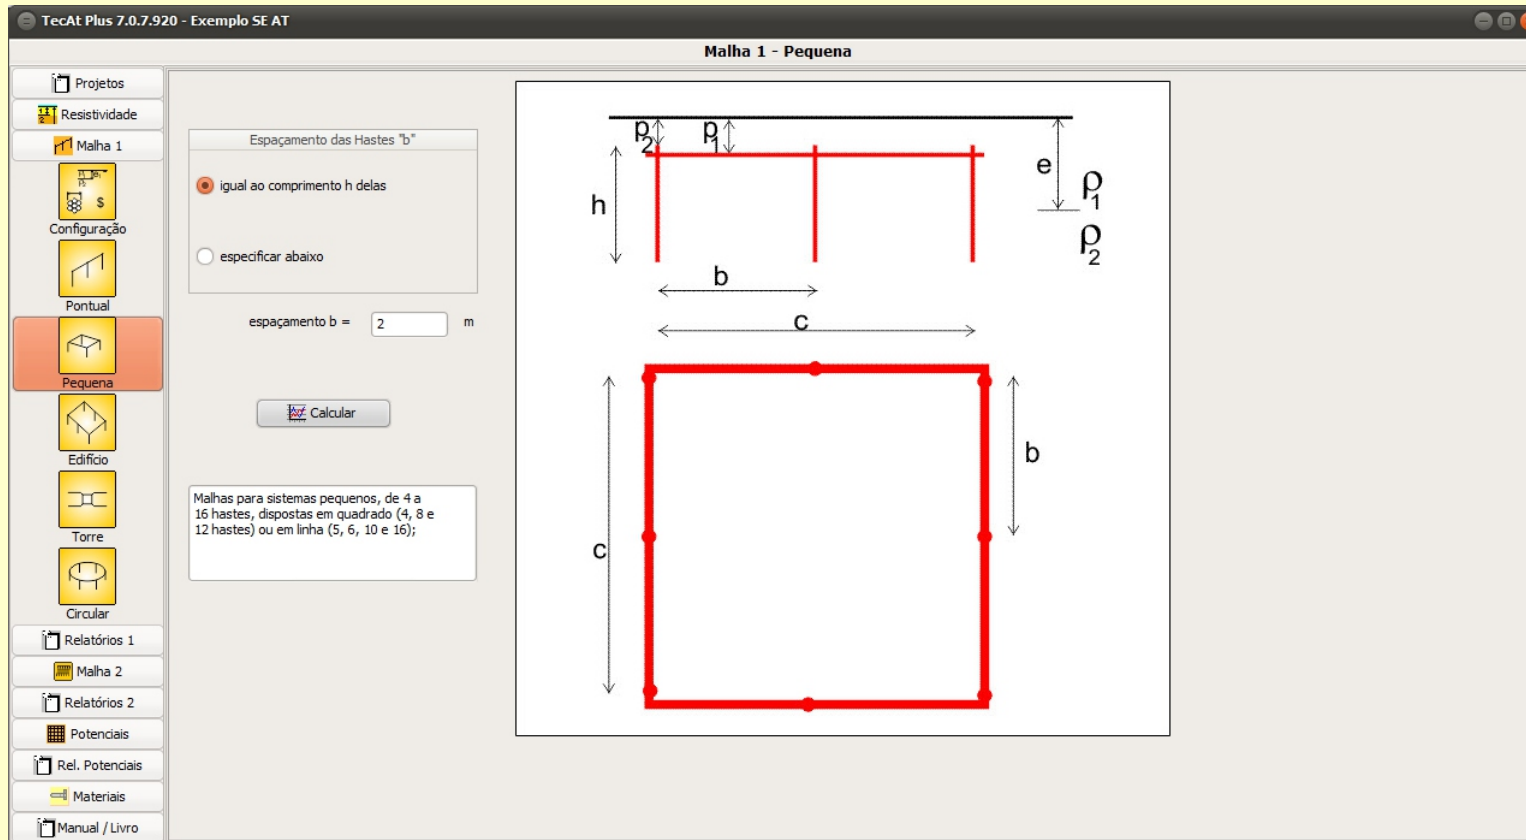 TecAt Plus 7.0.7.920 - Exemplo SE AT
Malha 1 - Pequena
Projetos
Resistividade
Malha 1
Configuração
Pontual
Pequena
Edifício
Torre
Circular
Relatórios 1
Malha 2
Relatórios 2
Potenciais
Rel. Potenciais
Materiais
Manual / Livro
Espaçamento das Hastes "b"
igual ao comprimento h delas
especificar abaixo
espaçamento b = 2 m
Calcular
Malhas para sistemas pequenos, de 4 a
16 hastes, dispostas em quadrado (4, 8 e
12 hastes) ou em linha (5, 6, 10 e 16);
p2 p1
e
ρ1
h
ρ2
b
c
b
c